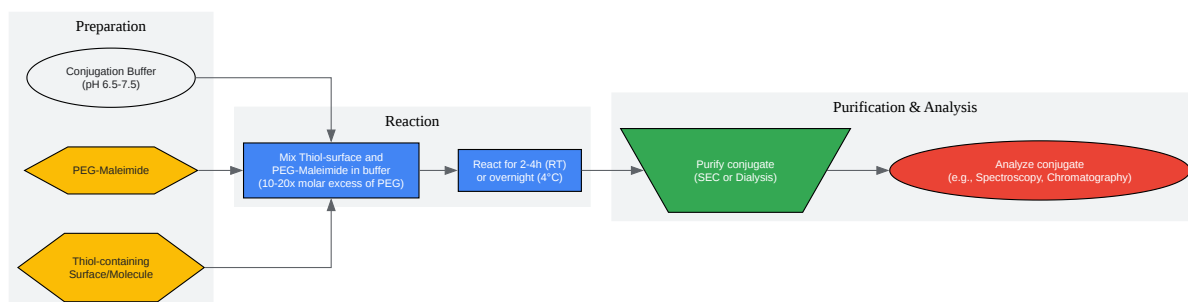 Preparation
Conjugation Buffer
(pH 6.5-7.5)
PEG-Maleimide
Thiol-containing
Surface/Molecule
Reaction
Mix Thiol-surface and
PEG-Maleimide in buffer
(10-20x molar excess of PEG)
React for 2-4h (RT)
or overnight (4°C)
Purification & Analysis
Purify conjugate
(SEC or Dialysis)
Analyze conjugate
(e.g., Spectroscopy, Chromatography)